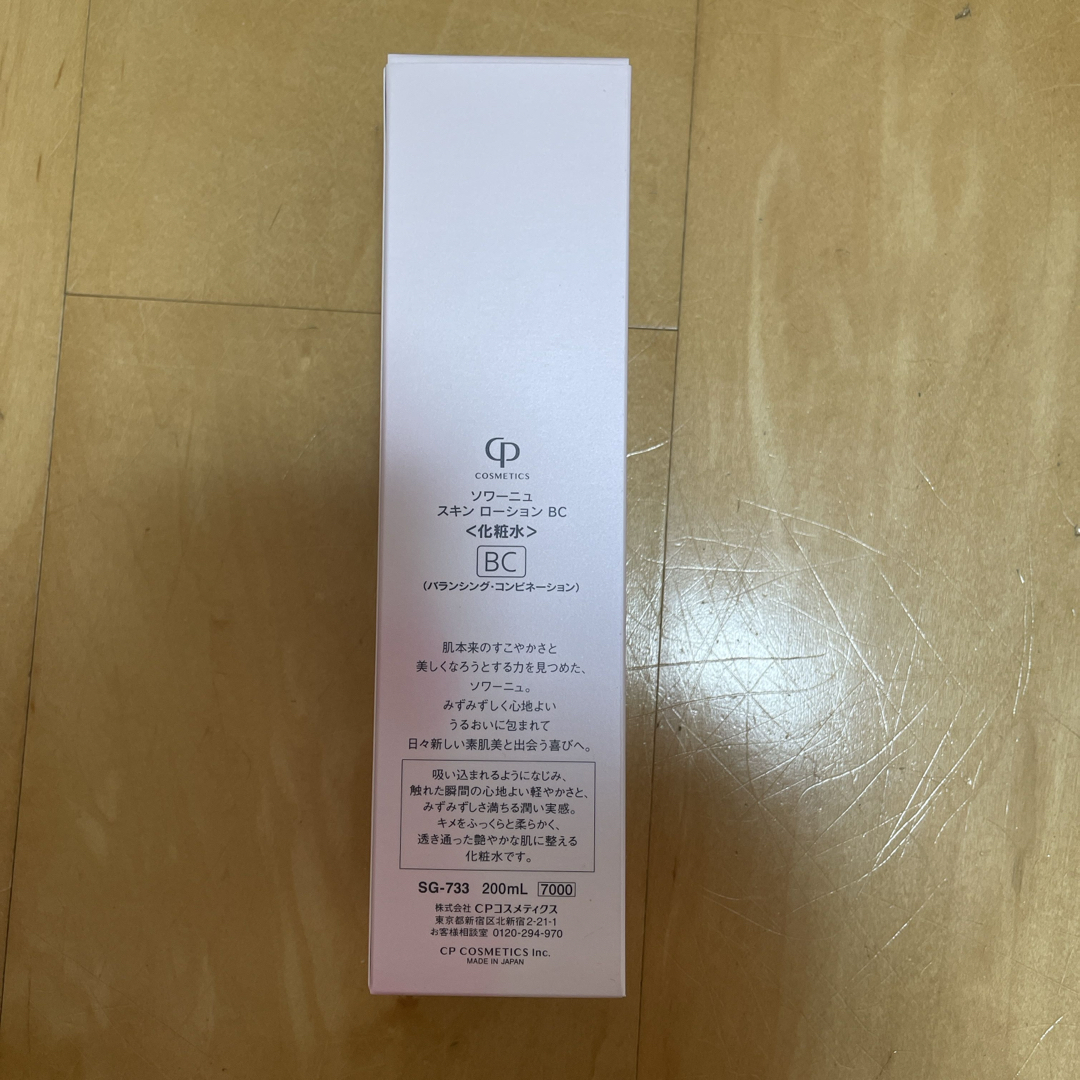 CP
COSMETICS
ソワーニュ
スキン ローション BC
<化粧水>
BC
(バランシング・コンビネーション)
肌本来のすこやかさと
美しくなろうとする力を見つめた、
ソワーニュ。
みずみずしく心地よい
うるおいに包まれて
日々新しい素肌美と出会う喜びへ。
吸い込まれるようになじみ、
触れた瞬間の心地よい軽やかさと、
みずみずしさ満ちる潤い実感。
キメをふっくらと柔らかく、
透き通った艶やかな肌に整える
化粧水です。
SG-733 200mL 7000
株式会社 CPコスメティクス
東京都新宿区北新宿2-21-1
お客様相談室 0120-294-970
CP COSMETICS Inc.
MADE IN JAPAN